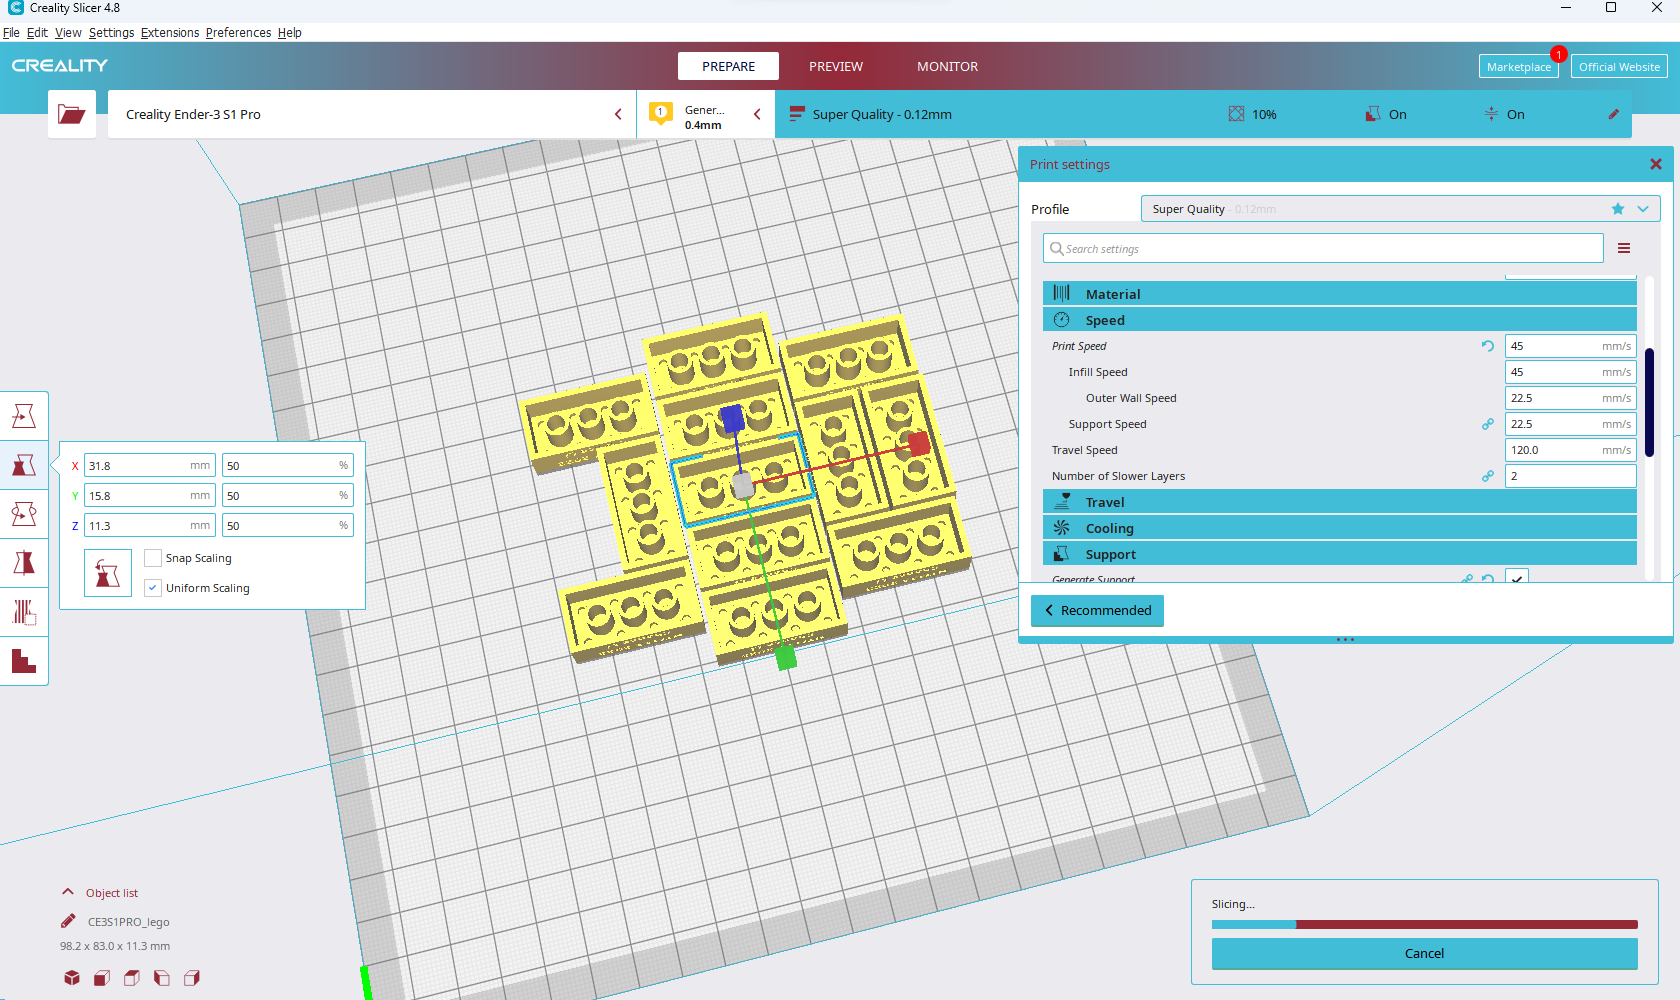 Creality Slicer 4.8
File Edit View Settings Extensions Preferences Help
CREALITY
PREPARE
PREVIEW
MONITOR
Marketplace
1
Official Website
Creality Ender-3 S1 Pro
1
Gener...
0.4mm
Super Quality - 0.12mm
10%
On
On
Print settings
Profile
Super Quality - 0.12mm
Search settings
Material
Speed
Print Speed 45 mm/s
Infill Speed 45 mm/s
Outer Wall Speed 22.5 mm/s
Support Speed 22.5 mm/s
Travel Speed 120.0 mm/s
Number of Slower Layers 2
Travel
Cooling
Support
Generate Support
Recommended
X 31.8 mm 50 %
Y 15.8 mm 50 %
Z 11.3 mm 50 %
Snap Scaling
Uniform Scaling
Object list
CE3S1PRO_lego
98.2 x 83.0 x 11.3 mm
Slicing...
Cancel